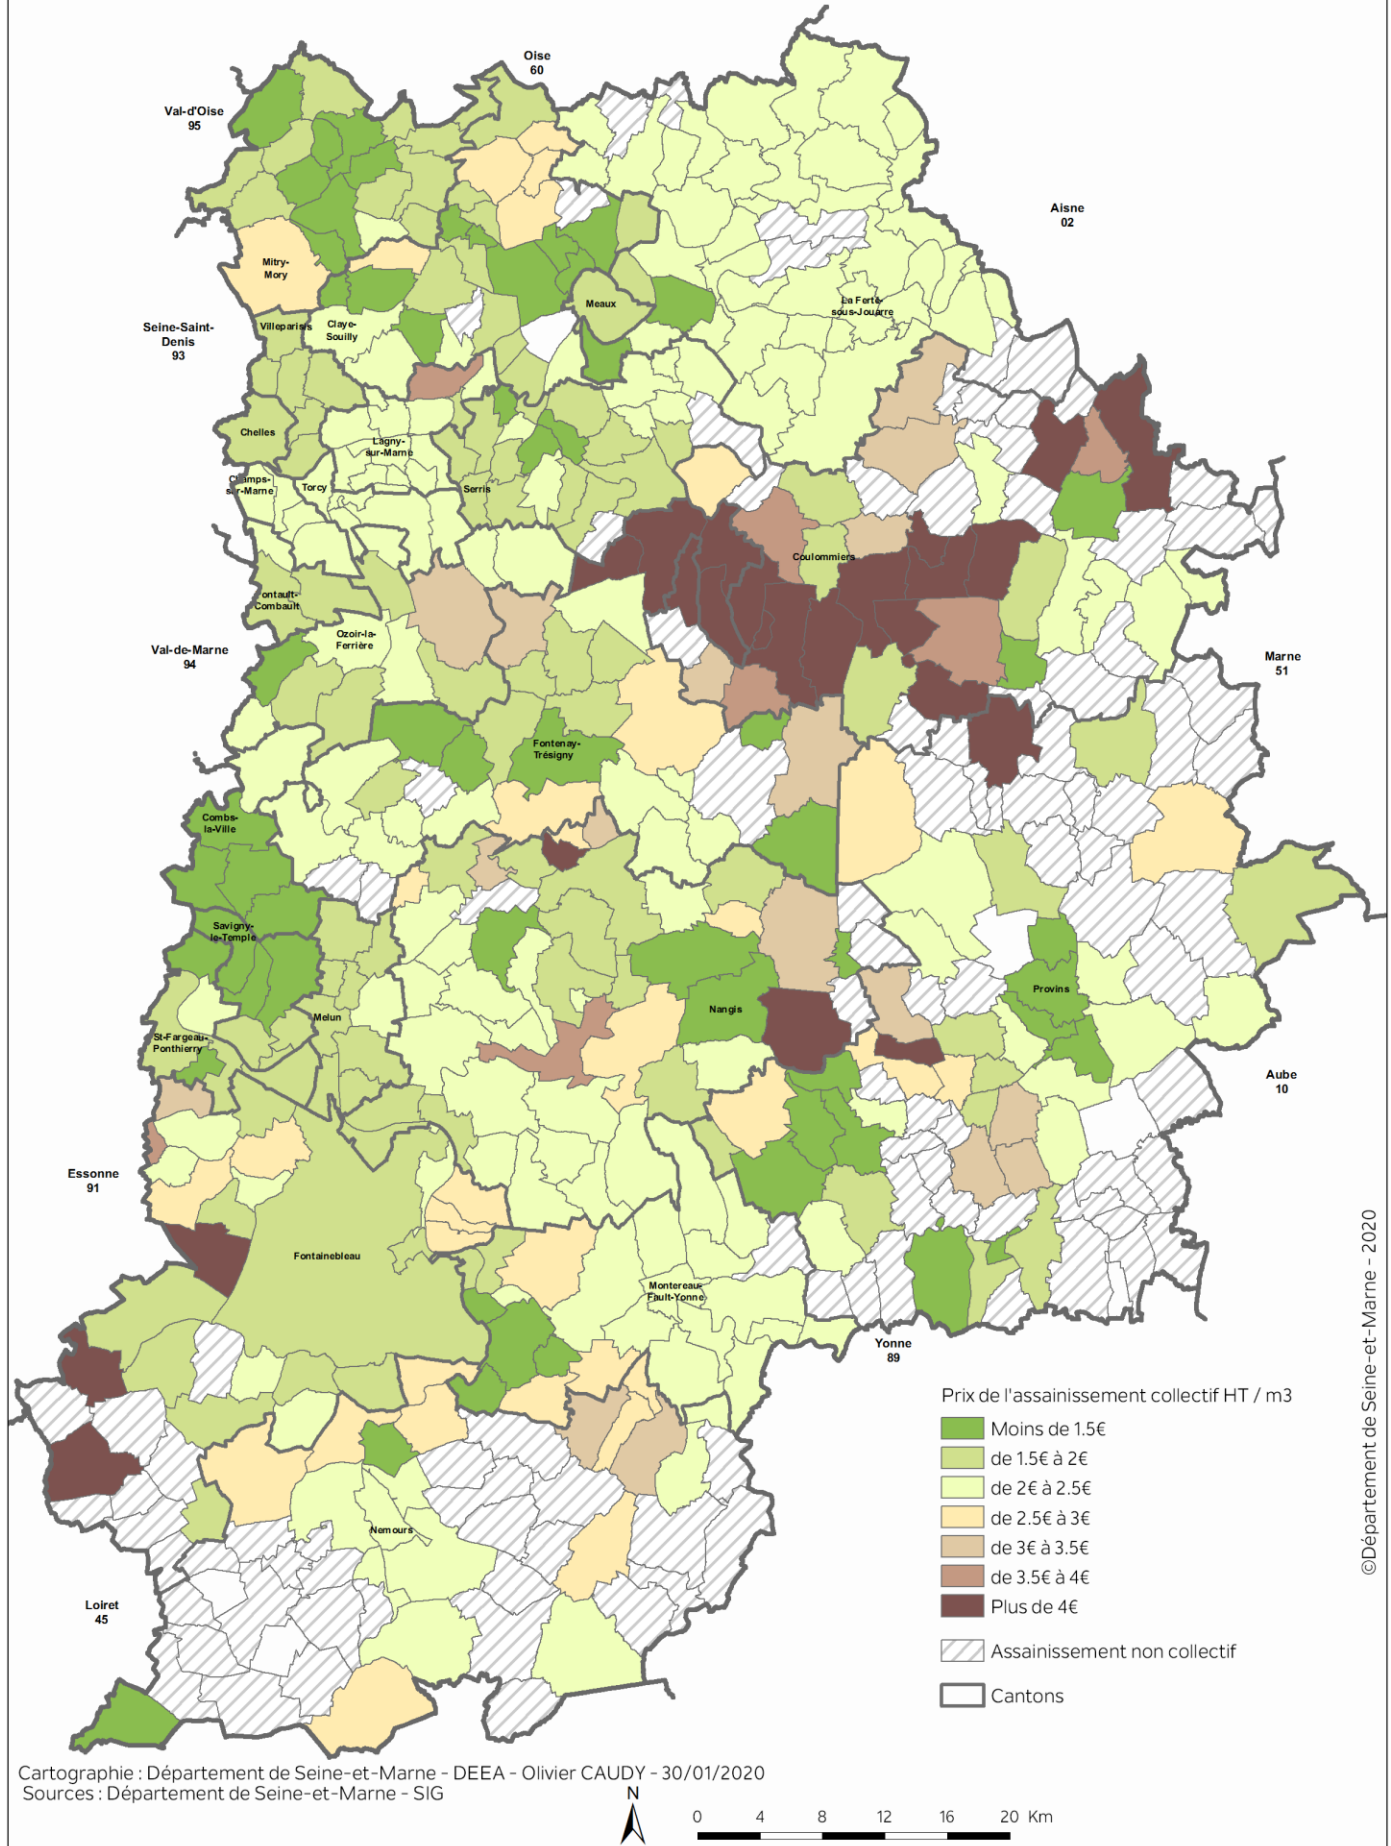 Oise
60
Val-d'Oise
95
Aisne
02
Mitry-
Mory
Meaux
La Ferté-
sous-Jouarre
Villeparisis
Claye-
Souilly
Seine-Saint-
Denis
93
Chelles
Lagny-
sur-Marne
Champs-
sur-Marne
Torcy
Serris
Coulommiers
Pontault-
Combault
Ozoir-la-
Ferrière
Val-de-Marne
94
Marne
51
Fontenay-
Trésigny
Combs-
la-Ville
Savigny-
le-Temple
Provins
Nangis
Melun
St-Fargeau-
Ponthierry
Aube
10
Essonne
91
Fontainebleau
Montereau-
Fault-Yonne
Yonne
89
Nemours
Loiret
45
Prix de l'assainissement collectif HT / m3
Moins de 1.5€
de 1.5€ à 2€
de 2€ à 2.5€
de 2.5€ à 3€
de 3€ à 3.5€
de 3.5€ à 4€
Plus de 4€
Assainissement non collectif
Cantons
©Département de Seine-et-Marne - 2020
Cartographie : Département de Seine-et-Marne - DEEA - Olivier CAUDY - 30/01/2020
Sources : Département de Seine-et-Marne - SIG
N
0 4 8 12 16 20 Km